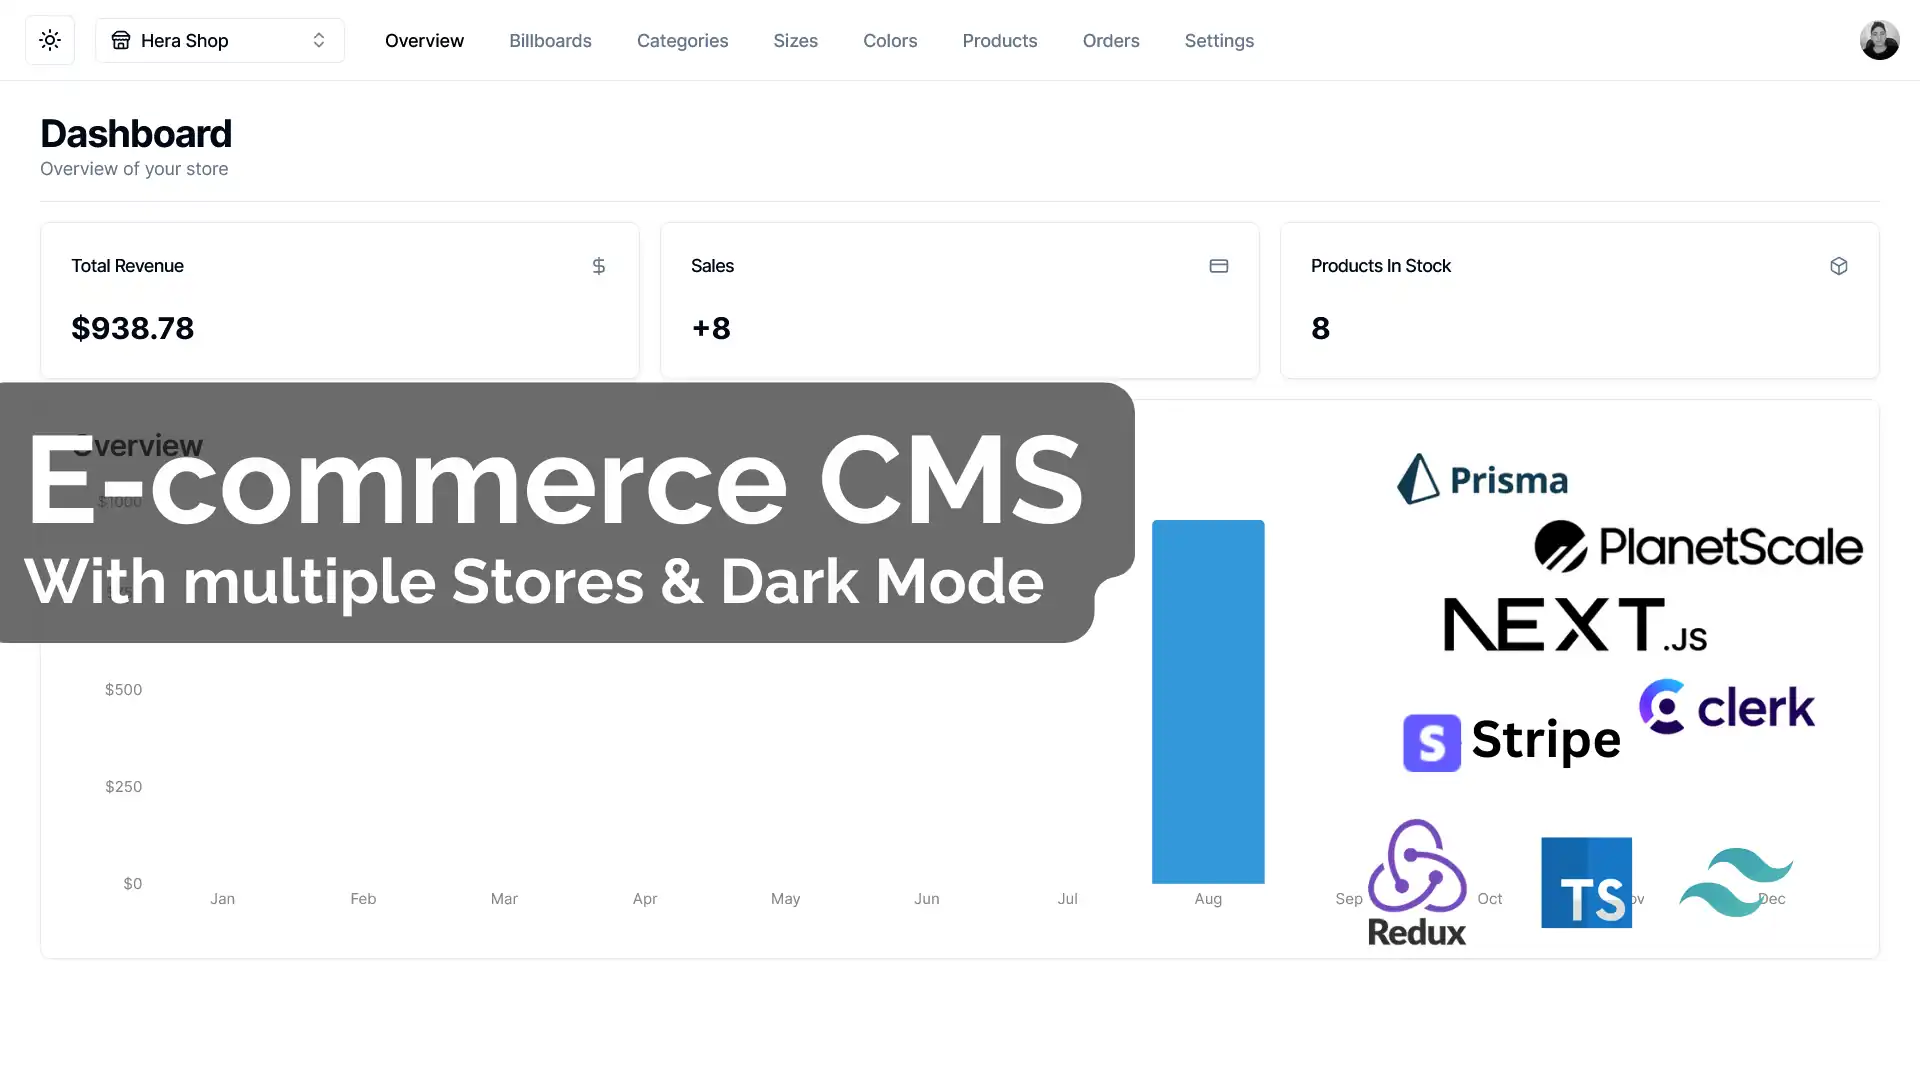 Hera Shop Overview Billboards Categories Sizes Colors Products Orders Settings
Dashboard
Overview of your store
Total Revenue
$938.78
Sales
+8
Products In Stock
8
Overview
E-commerce CMS
With multiple Stores & Dark Mode
$1000
$500
$250
$0
Jan Feb Mar Apr May Jun Jul Aug Sep Oct ov Dec
Prisma
PlanetScale
NEXT.JS
clerk
S Stripe
Redux
TS